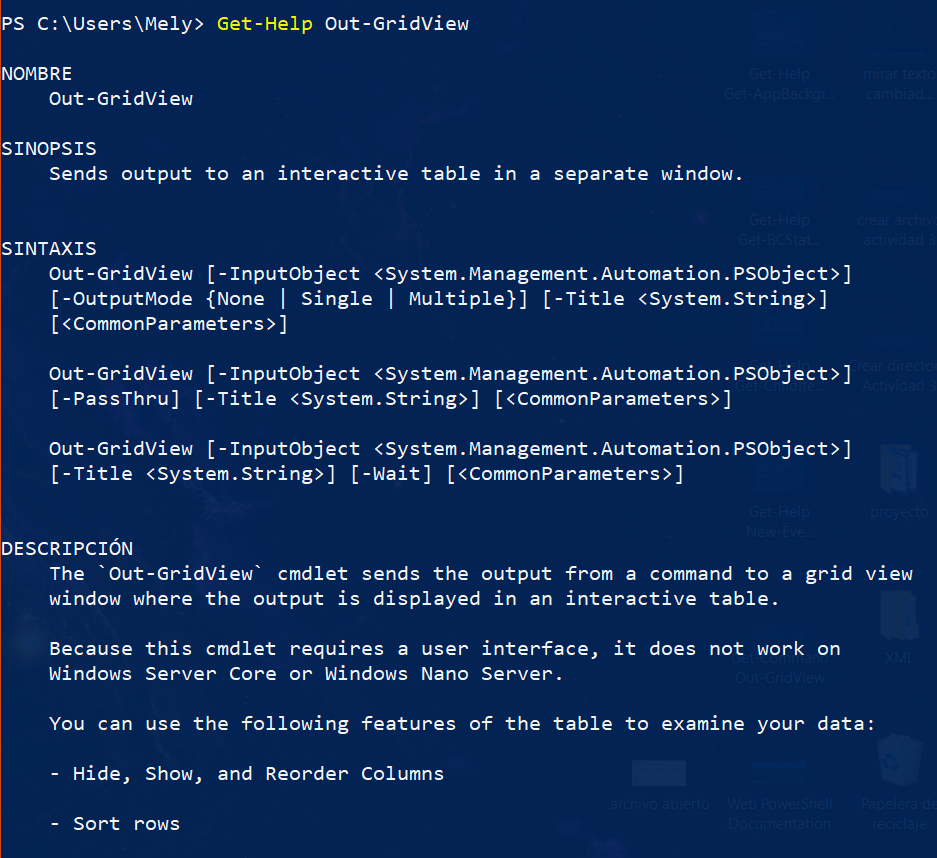 PS C:\Users\Mely> Get-Help Out-GridView
NOMBRE
Out-GridView
SINOPSIS
Sends output to an interactive table in a separate window.
SINTAXIS
Out-GridView [-InputObject <System.Management.Automation.PSObject>]
[-OutputMode {None | Single | Multiple}] [-Title <System.String>]
[<CommonParameters>]
Out-GridView [-InputObject <System.Management.Automation.PSObject>]
[-PassThru] [-Title <System.String>] [<CommonParameters>]
Out-GridView [-InputObject <System.Management.Automation.PSObject>]
[-Title <System.String>] [-Wait] [<CommonParameters>]
DESCRIPCIÓN
The `Out-GridView` cmdlet sends the output from a command to a grid view
window where the output is displayed in an interactive table.
Because this cmdlet requires a user interface, it does not work on
Windows Server Core or Windows Nano Server.
You can use the following features of the table to examine your data:
- Hide, Show, and Reorder Columns
- Sort rows
Get-Help
Get-AppBackgr...
mirar texto
cambiad...
Get-Help
Get-BCStat...
crear archiv
actividad 3
Get-Help
Crear director
Actividad 3
Get-Help
New-Eve...
proyecto
Get-Command
Out-GridView
XML
archivo abierto
Web PowerShell
Documentation
Papelera de
reciclaje